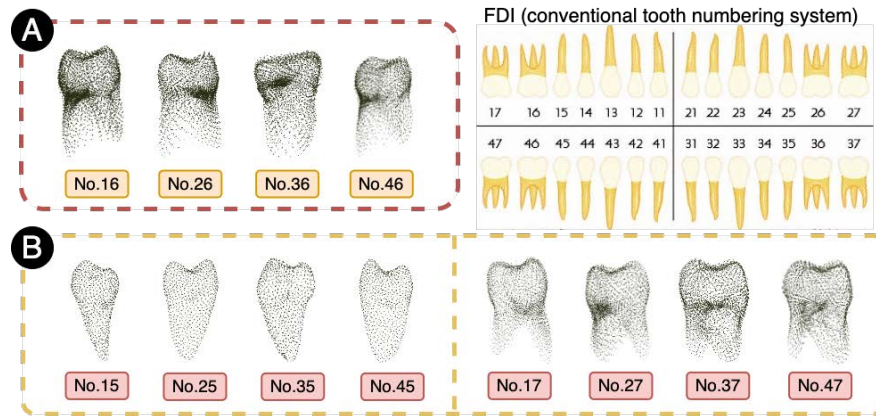 A
FDI (conventional tooth numbering system)
17 16 15 14 13 12 11 21 22 23 24 25 26 27
47 46 45 44 43 42 41 31 32 33 34 35 36 37
No.16 No.26 No.36 No.46
B
No.15 No.25 No.35 No.45 No.17 No.27 No.37 No.47